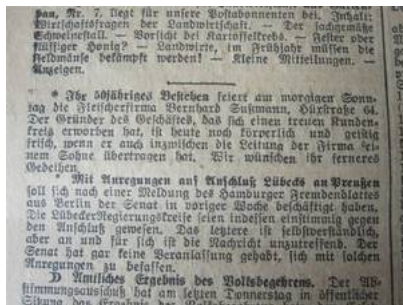 bau, Nr. 7, liegt für unsere Postabonnenten bei. Inhalt:
Wirtschaftsfragen der Landwirtschaft. — Der sachgemäße
Schweinestall. — Vorsicht bei Kartoffelkrebs. — Fester oder
flüssiger Honig? — Landwirte, im Frühjahr müssen die
Feldmäuse bekämpft werden! — Kleine Mitteilungen. —
Anzeigen.
* Ihr 50jähriges Bestehen feiert am morgigen Sonn-
tag die Fleischerfirma Bernhard Sußmann, Hüxstraße 64.
Der Gründer des Geschäftes, das sich einen treuen Kunden-
kreis erworben hat, ist heute noch körperlich und geistig
frisch, wenn er auch inzwischen die Leitung der Firma sei-
nem Sohne übertragen hat. Wir wünschen ihr ferneres
Gedeihen.
* Mit Anregungen auf Anschluß Lübecks an Preußen
soll sich nach einer Meldung des Hamburger Fremdenblattes
aus Berlin der Senat in voriger Woche beschäftigt haben.
Die Lübecker Regierungskreise seien indessen einstimmig gegen
den Anschluß gewesen. Das letztere ist selbstverständlich,
aber an und für sich ist die Nachricht unzutreffend. Der
Senat hat gar keine Veranlassung gehabt, sich mit solchen
Anregungen zu befassen.
Amtliches Ergebnis des Volksbegehrens. Der Ab-
stimmungsausschuß hat am letzten Donnerstag in öffentlicher
Sitzung das Ergebnis